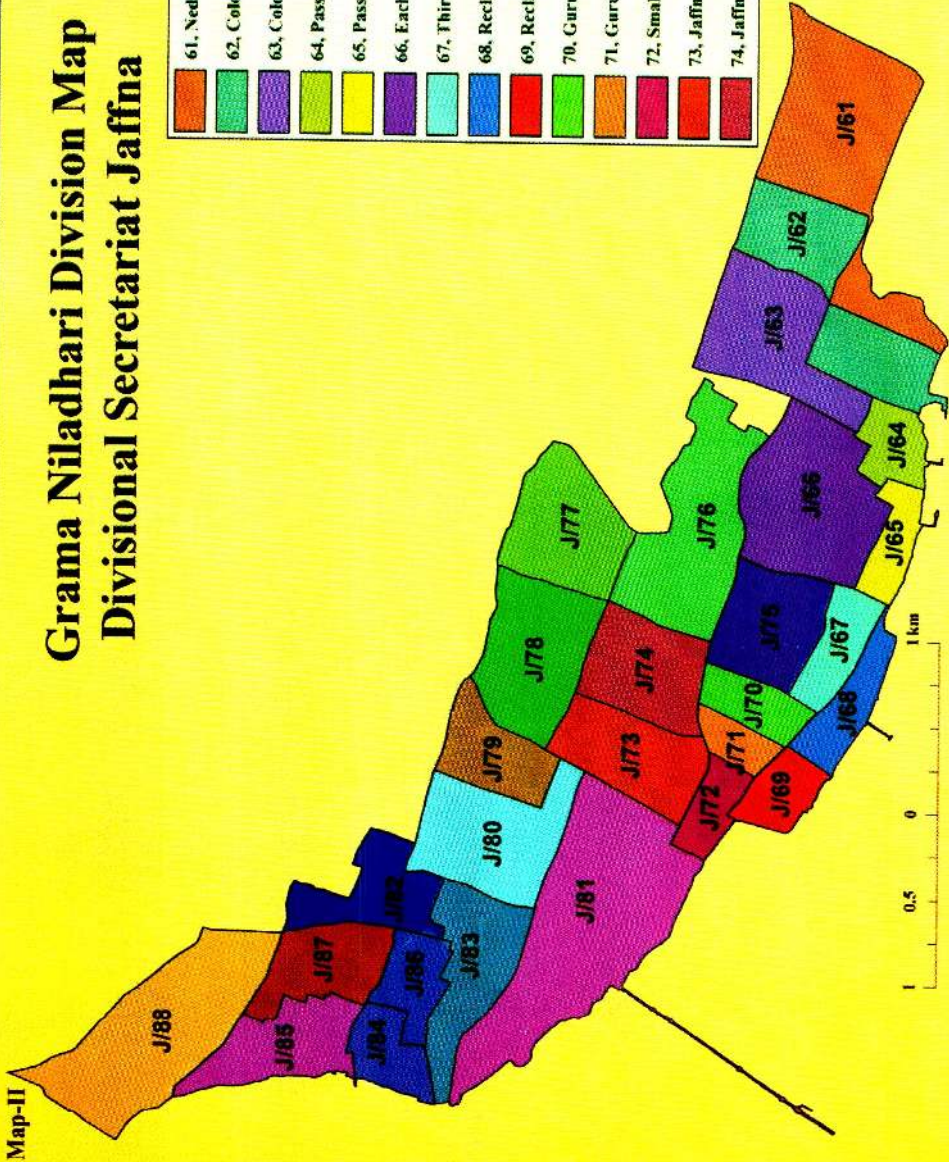 Map-II
Grama Niladhari Division Map
Divisional Secretariat Jaffna
61, Ned
62, Colo
63, Colo
64, Pass
65, Pass
66, Each
67, Thir
68, Recl
69, Recl
70, Guru
71, Guru
72, Smal
73, Jaffn
74, Jaffn
J/88
J/87
J/85
J/82
J/86
J/84
J/83
J/80
J/79
J/81
J/78
J/77
J/73
J/74
J/76
J/72
J/71
J/70
J/75
J/69
J/68
J/67
J/66
J/65
J/64
J/63
J/62
J/61
1
0.5
0
1 km